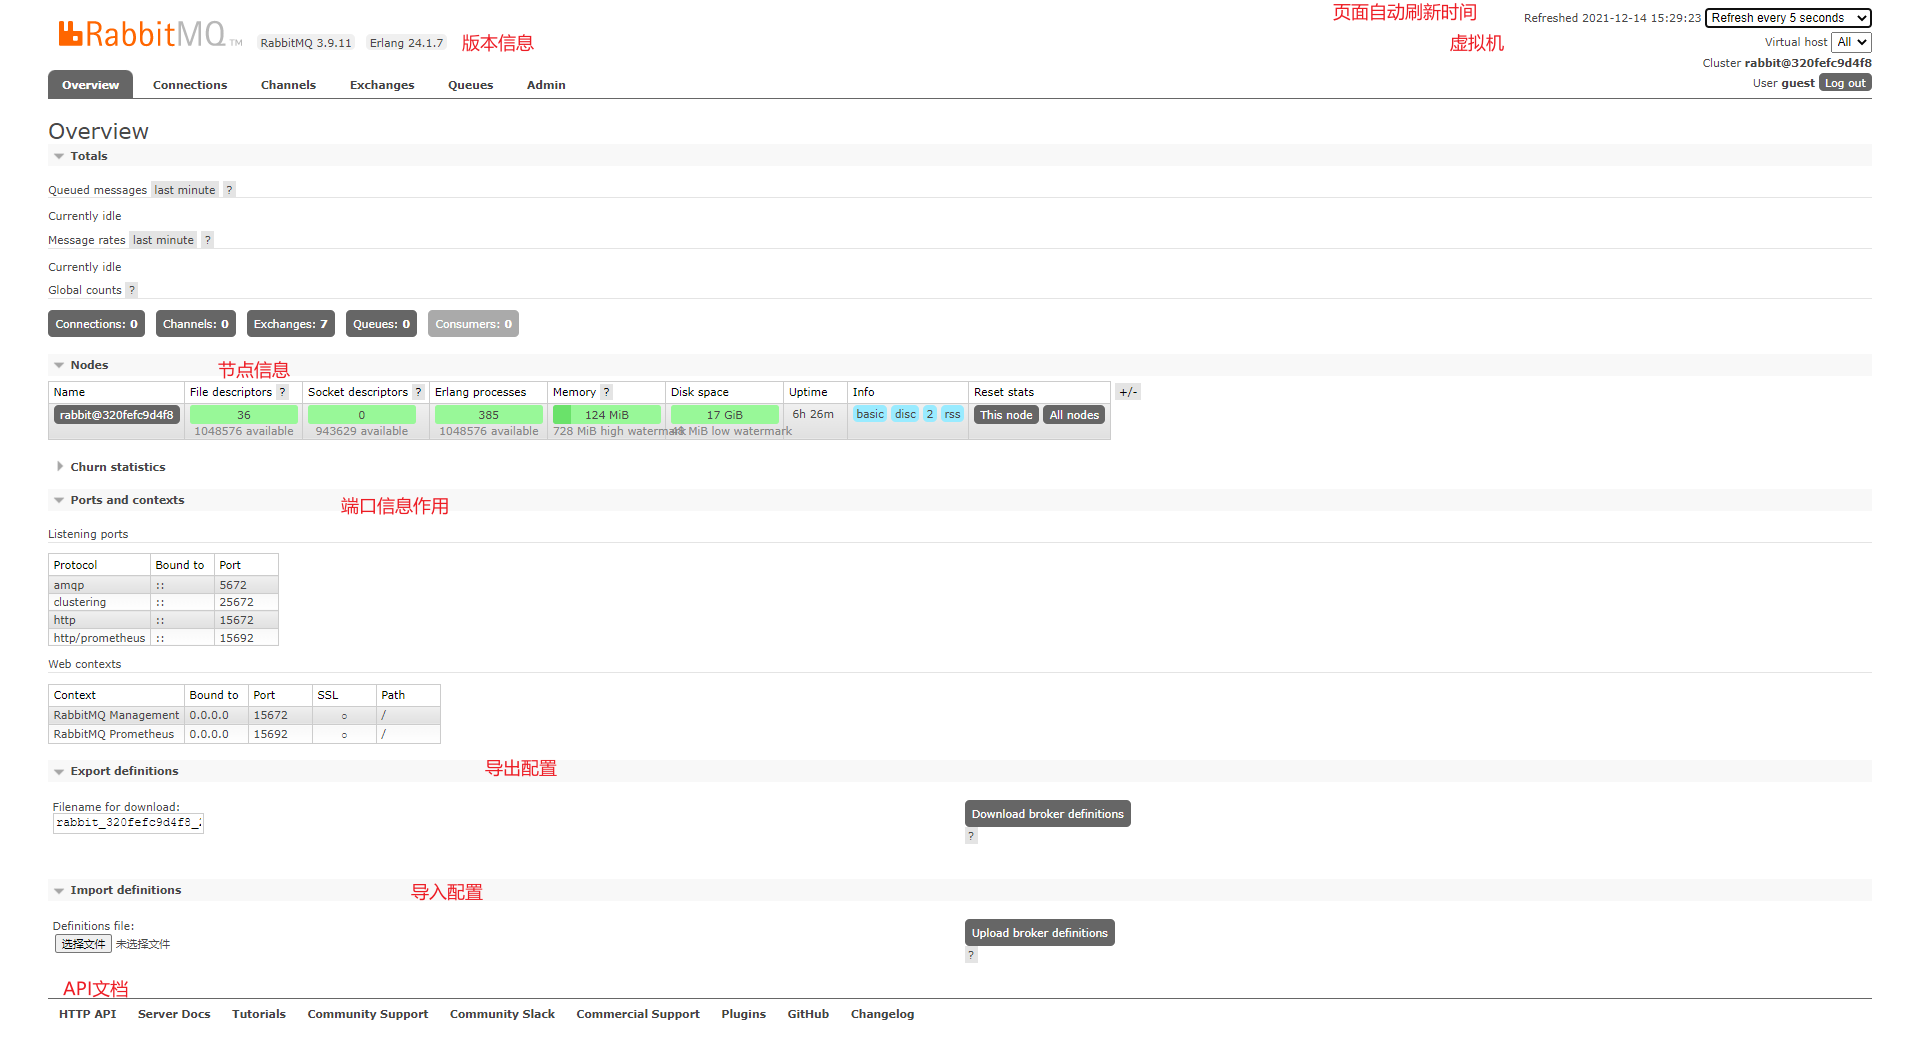 页面自动刷新时间 Refreshed 2021-12-14 15:29:23 Refresh every 5 seconds
RabbitMQ TM RabbitMQ 3.9.11 Erlang 24.1.7 版本信息 虚拟机 Virtual host All
Cluster rabbit@320fefc9d4f8
User guest Log out
Overview Connections Channels Exchanges Queues Admin
Overview
Totals
Queued messages last minute ?
Currently idle
Message rates last minute ?
Currently idle
Global counts ?
Connections: 0 Channels: 0 Exchanges: 7 Queues: 0 Consumers: 0
Nodes 节点信息
Name File descriptors ? Socket descriptors ? Erlang processes Memory ? Disk space Uptime Info Reset stats +/-
rabbit@320fefc9d4f8 36 0 385 124 MiB 17 GiB 6h 26m basic disc 2 rss This node All nodes
1048576 available 943629 available 1048576 available 728 MiB high watermark 48 MiB low watermark
Churn statistics
Ports and contexts 端口信息作用
Listening ports
Protocol Bound to Port
amqp :: 5672
clustering :: 25672
http :: 15672
http/prometheus :: 15692
Web contexts
Context Bound to Port SSL Path
RabbitMQ Management 0.0.0.0 15672 ○ /
RabbitMQ Prometheus 0.0.0.0 15692 ○ /
Export definitions 导出配置
Filename for download:
rabbit_320fefc9d4f8_ Download broker definitions
?
Import definitions 导入配置
Definitions file:
选择文件 未选择文件 Upload broker definitions
?
API文档
HTTP API Server Docs Tutorials Community Support Community Slack Commercial Support Plugins GitHub Changelog